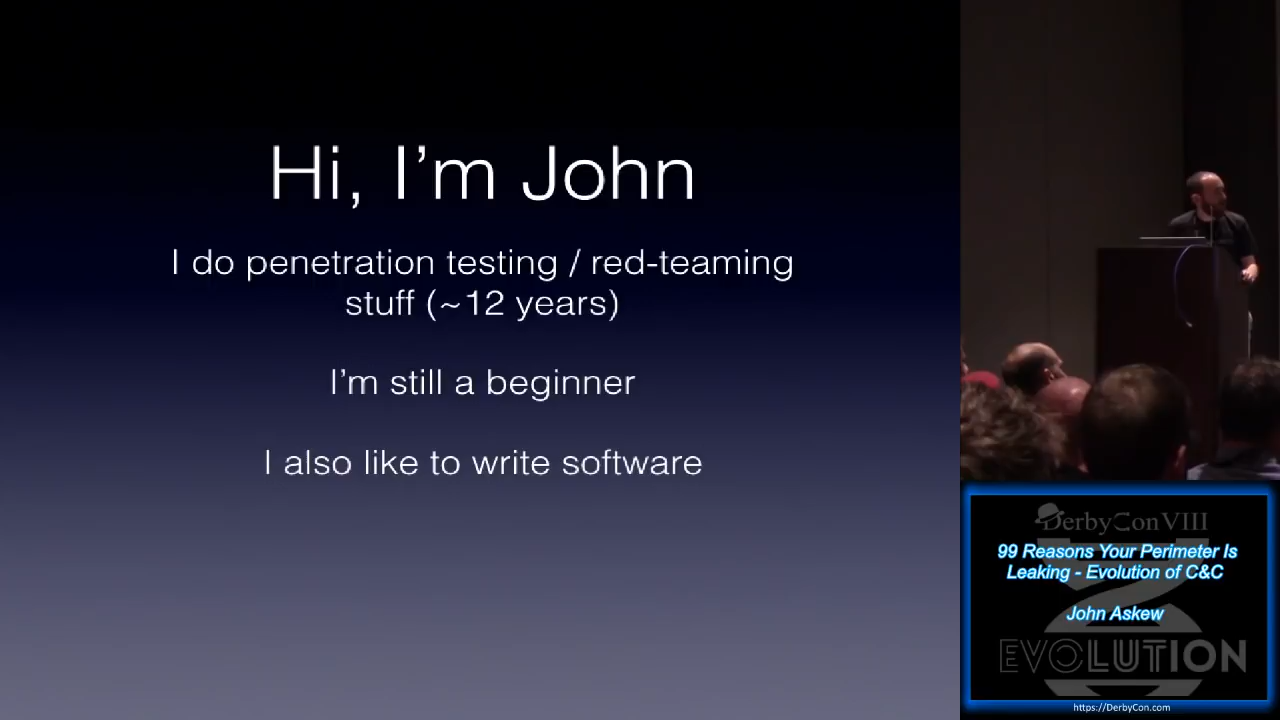 Hi, I'm John
I do penetration testing / red-teaming
stuff (~12 years)
I'm still a beginner
I also like to write software
DerbyCon VIII
99 Reasons Your Perimeter Is
Leaking - Evolution of C&C
John Askew
EVOLUTION
https://DerbyCon.com